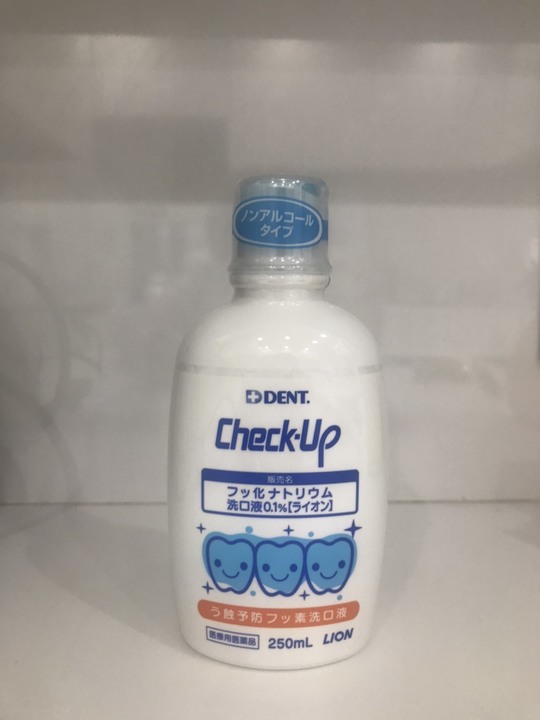 ノンアルコール
タイプ
DENT.
Check-Up
販売名
フッ化ナトリウム
洗口液0.1%[ライオン]
う蝕予防フッ素洗口液
医療用医薬品 250mL LION